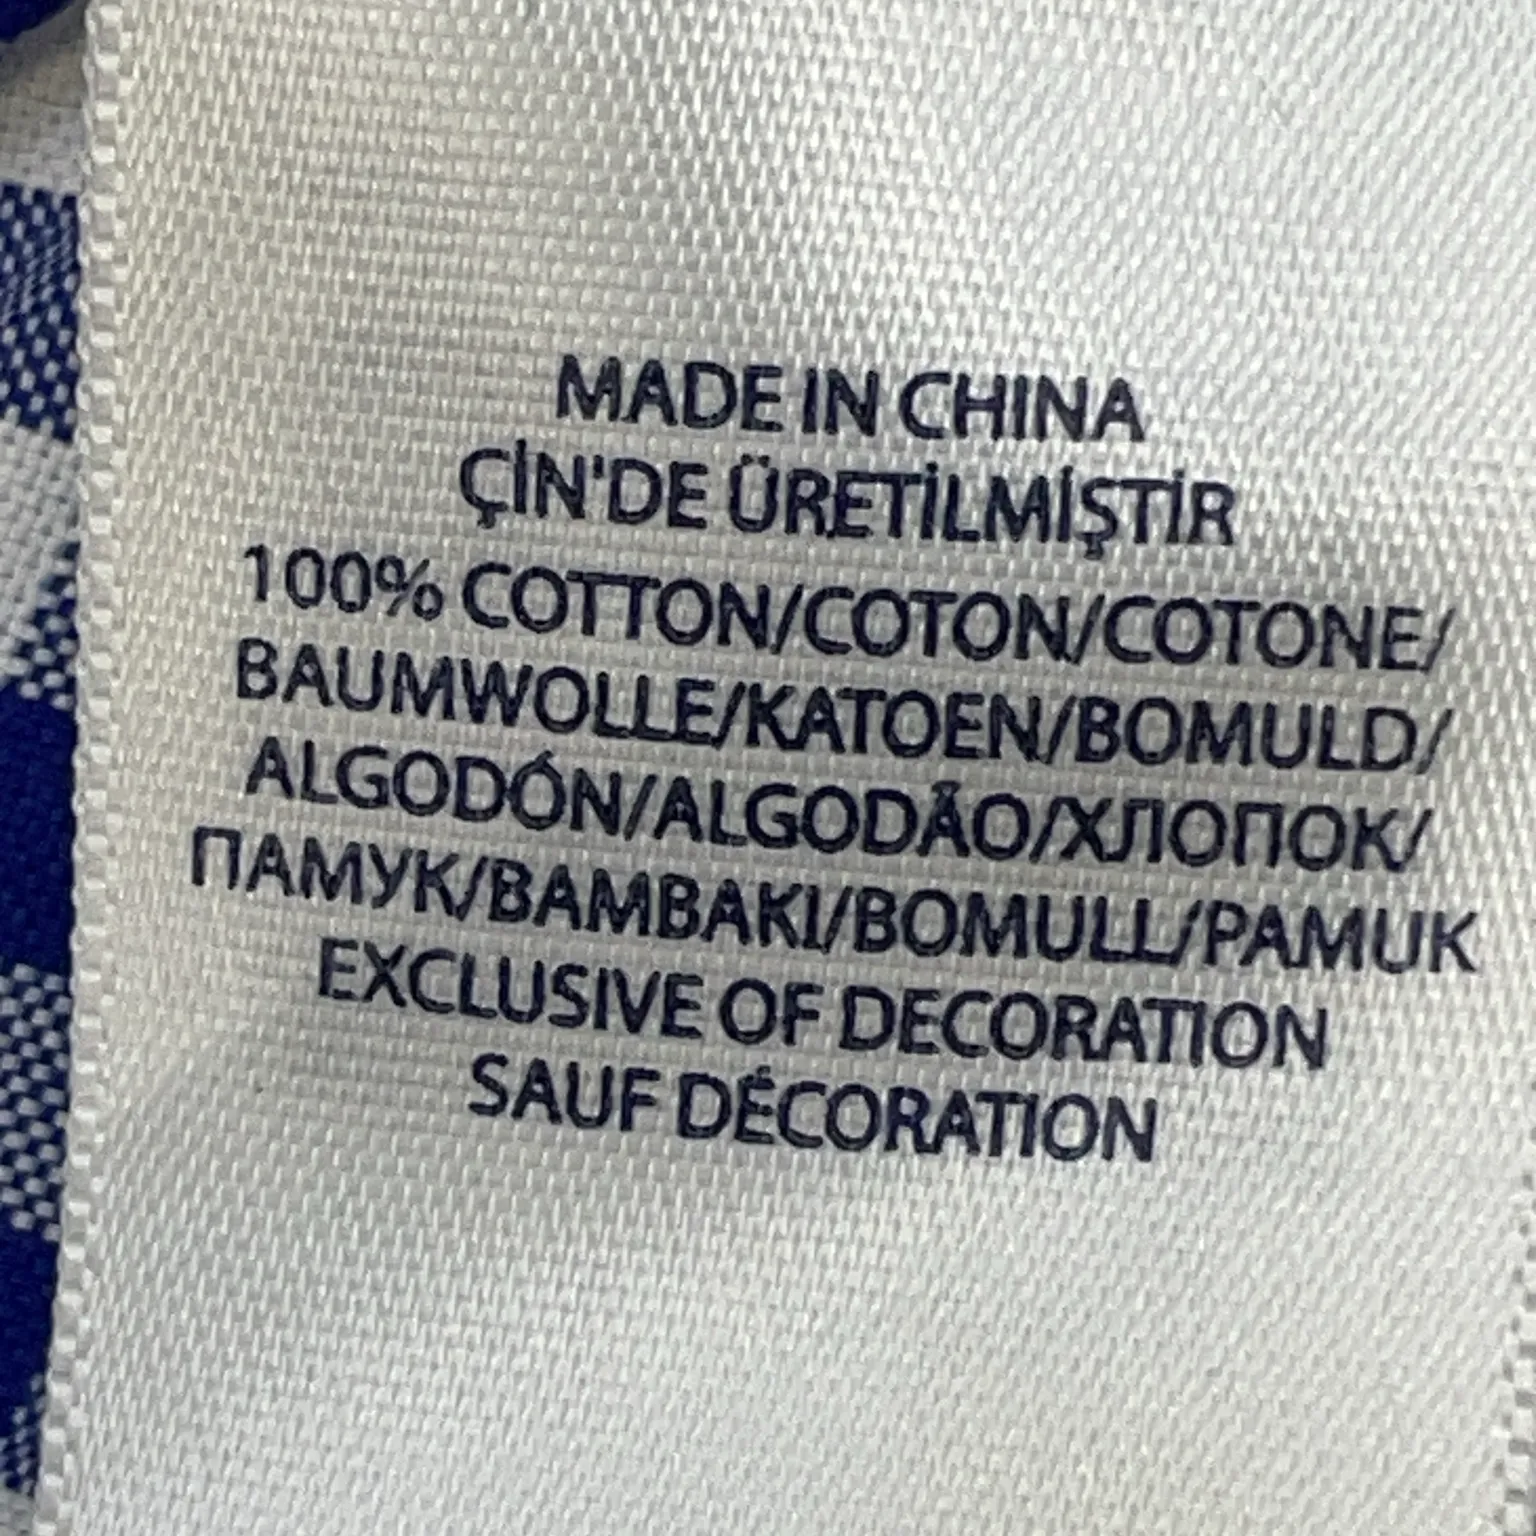 MADE IN CHINA
ÇİN'DE ÜRETİLMİŞTİR
100% COTTON/COTON/COTONE/
BAUMWOLLE/KATOEN/BOMULD/
ALGODÓN/ALGODÃO/ХЛОПОК/
ПАМУК/BAMBAKI/BOMULL/PAMUK
EXCLUSIVE OF DECORATION
SAUF DÉCORATION